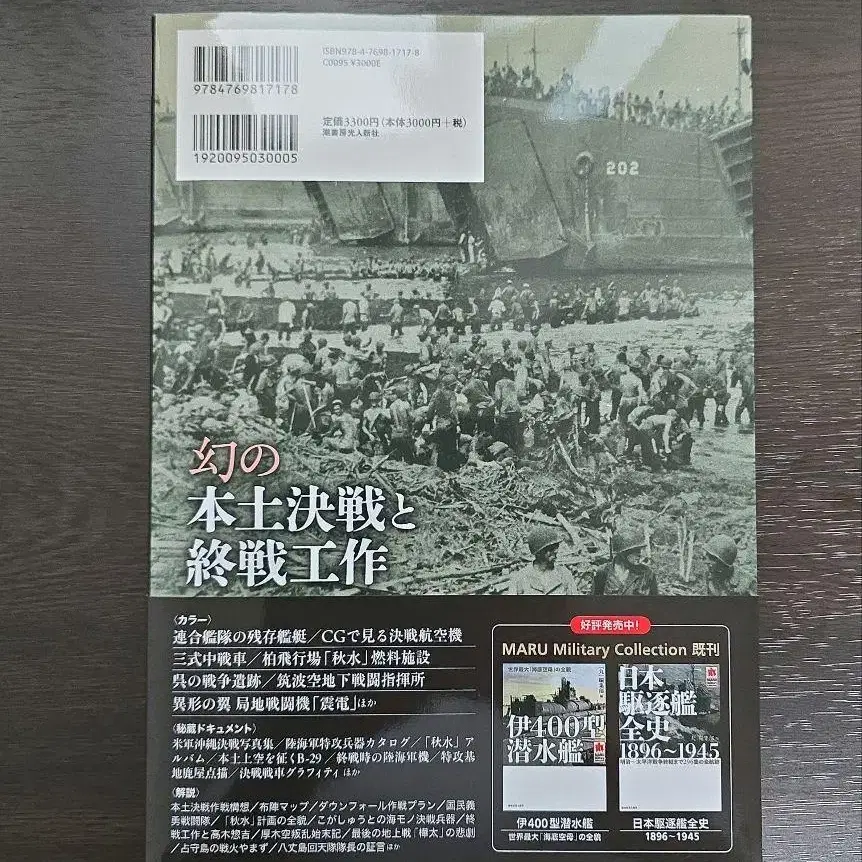 ISBN978-4-7698-1717-8
C0095 ¥3000E
9784769817178
定価3300円(本体3000円+税)
潮書房光人新社
1920095030005
202
幻の
本土決戦と
終戦工作
〈カラー〉
連合艦隊の残存艦艇／CGで見る決戦航空機
三式中戦車／柏飛行場「秋水」燃料施設
呉の戦争遺跡／筑波空地下戦闘指揮所
異形の翼 局地戦闘機「震電」ほか
〈秘蔵ドキュメント〉
米軍沖縄決戦写真集／陸海軍特攻兵器カタログ／「秋水」ア
ルバム／本土上空を征くB-29／終戦時の陸海軍機／特攻基
地鹿屋点描／決戦戦車グラフィティ ほか
〈解説〉
本土決戦作戦構想／布陣マップ／ダウンフォール作戦プラン／国民義
勇戦闘隊／「秋水」計画の全貌／こがしゅうとの海モノ決戦兵器／終
戦工作と高木惣吉／厚木空叛乱始末記／最後の地上戦「樺太」の悲劇
／占守島の戦火やまず／八丈島回天隊隊長の証言ほか
好評発売中!
MARU Military Collection 既刊
世界最大「海底空母」の全貌
伊400型
潜水艦
日本
駆逐艦
全史
1896〜1945
伊400型潜水艦
世界最大「海底空母」の全貌
日本駆逐艦全史
1896〜1945